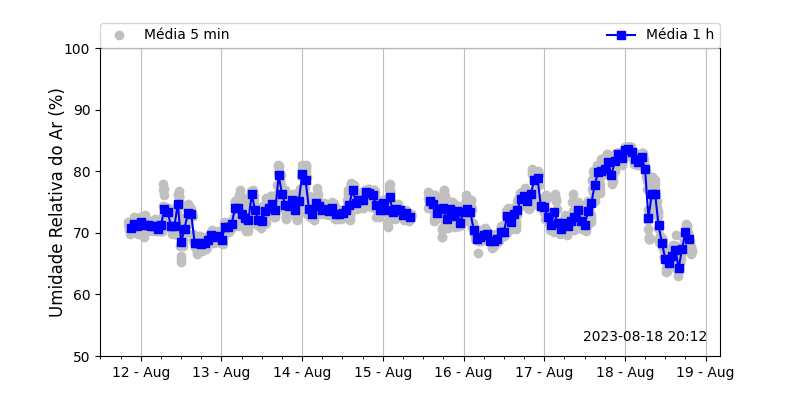 Média 5 min
Média 1 h
100
90
80
70
60
50
Umidade Relativa do Ar (%)
2023-08-18 20:12
12 - Aug
13 - Aug
14 - Aug
15 - Aug
16 - Aug
17 - Aug
18 - Aug
19 - Aug